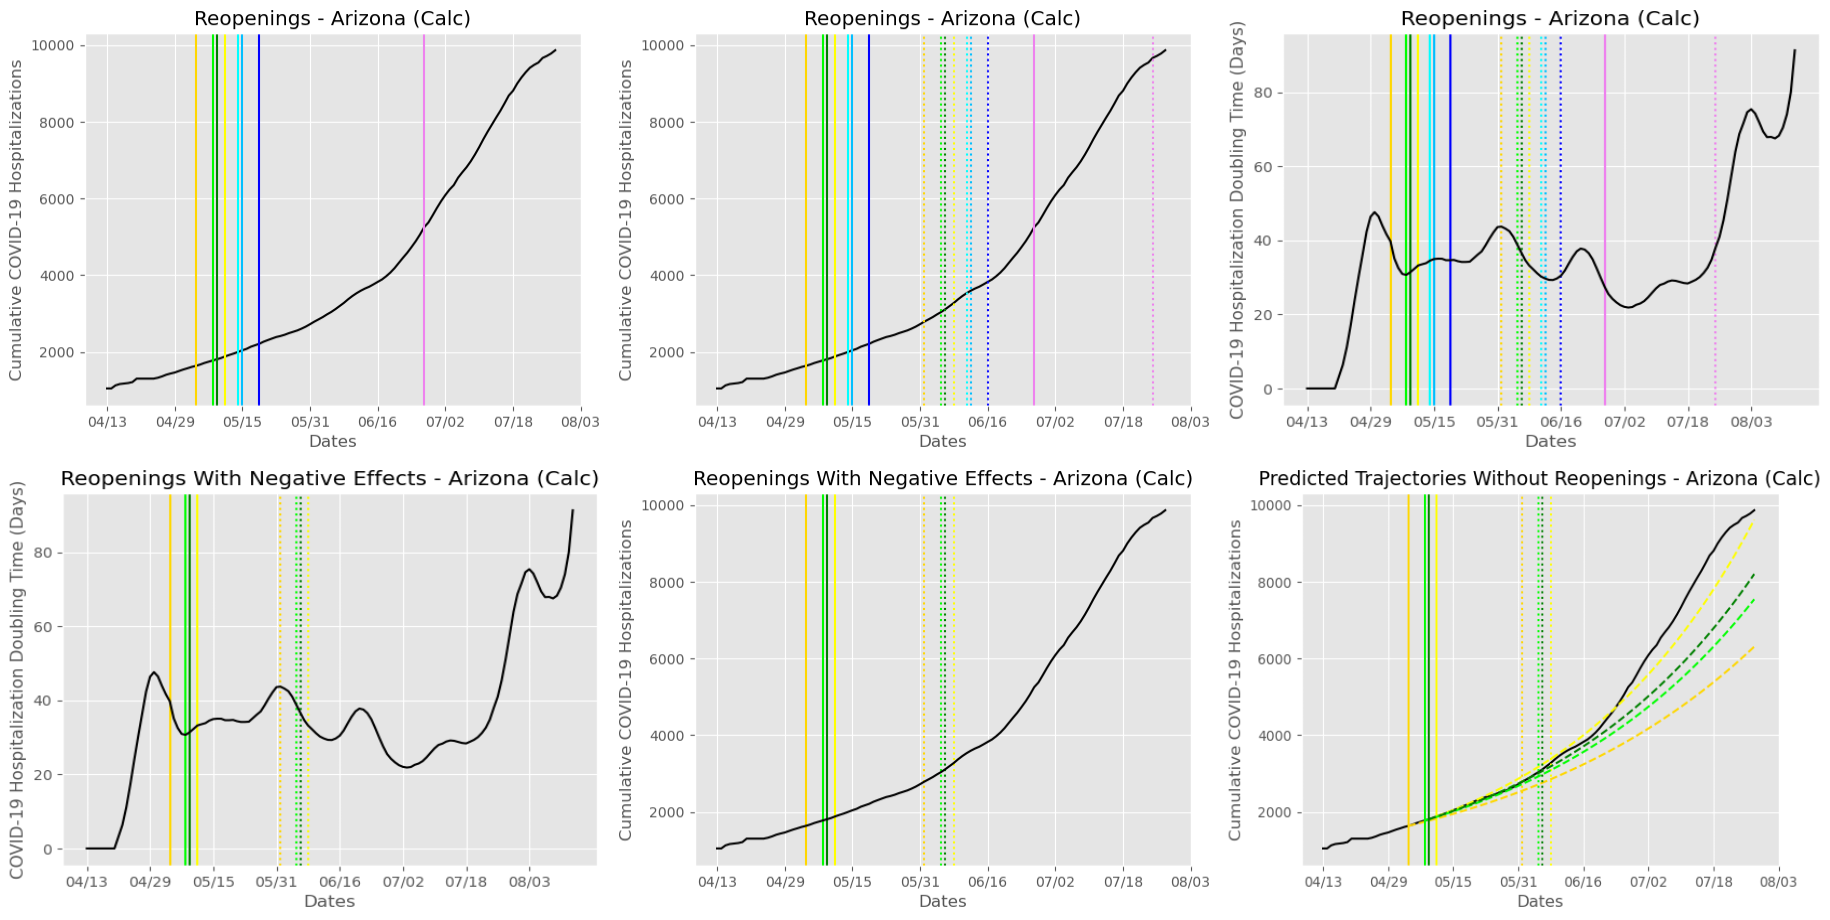 Reopenings - Arizona (Calc)
Cumulative COVID-19 Hospitalizations
10000
8000
6000
4000
2000
04/13 04/29 05/15 05/31 06/16 07/02 07/18 08/03
Dates
Reopenings - Arizona (Calc)
Cumulative COVID-19 Hospitalizations
10000
8000
6000
4000
2000
04/13 04/29 05/15 05/31 06/16 07/02 07/18 08/03
Dates
Reopenings - Arizona (Calc)
COVID-19 Hospitalization Doubling Time (Days)
80
60
40
20
0
04/13 04/29 05/15 05/31 06/16 07/02 07/18 08/03
Dates
Reopenings With Negative Effects - Arizona (Calc)
COVID-19 Hospitalization Doubling Time (Days)
80
60
40
20
0
04/13 04/29 05/15 05/31 06/16 07/02 07/18 08/03
Dates
Reopenings With Negative Effects - Arizona (Calc)
Cumulative COVID-19 Hospitalizations
10000
8000
6000
4000
2000
04/13 04/29 05/15 05/31 06/16 07/02 07/18 08/03
Dates
Predicted Trajectories Without Reopenings - Arizona (Calc)
Cumulative COVID-19 Hospitalizations
10000
8000
6000
4000
2000
04/13 04/29 05/15 05/31 06/16 07/02 07/18 08/03
Dates